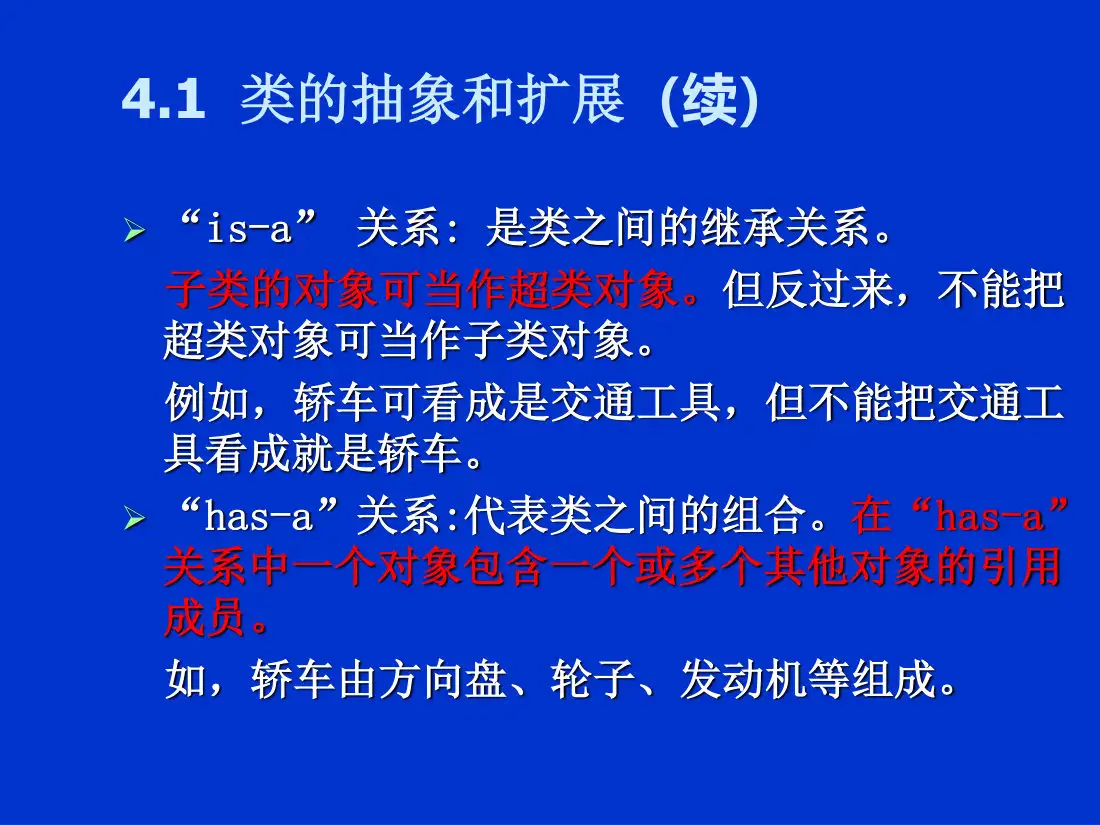 4.1 类的抽象和扩展 (续)
“is-a” 关系: 是类之间的继承关系。
子类的对象可当作超类对象。但反过来，不能把
超类对象可当作子类对象。
例如，轿车可看成是交通工具，但不能把交通工
具看成就是轿车。
“has-a”关系:代表类之间的组合。在“has-a”
关系中一个对象包含一个或多个其他对象的引用
成员。
如，轿车由方向盘、轮子、发动机等组成。